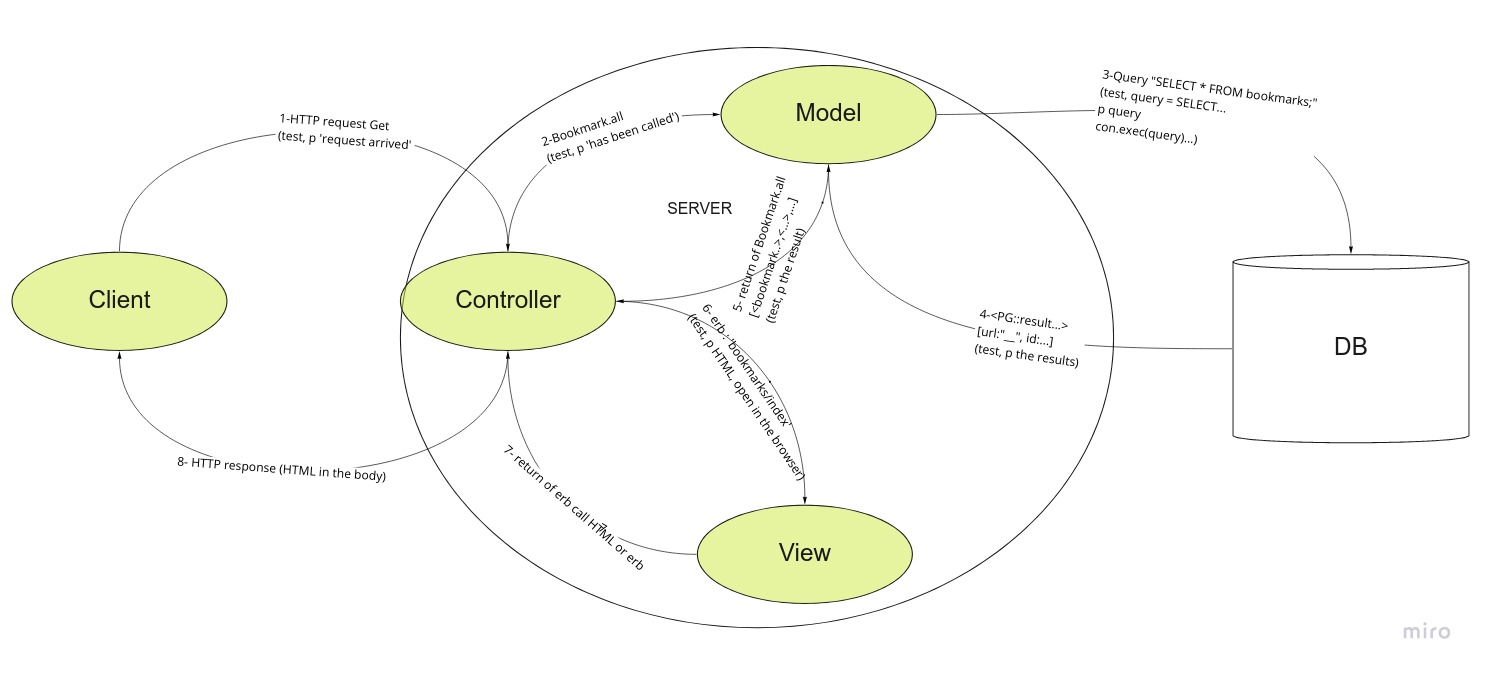 1-HTTP request Get
(test, p 'request arrived'
2-Bookmark.all
(test, p 'has been called')
Model
3-Query "SELECT * FROM bookmarks;"
(test, query = SELECT...
p query
con.exec(query)...)
SERVER
5- return of Bookmark.all
[<bookmark..>,<...>,...]
(test, p the result)
Client
Controller
4-<PG::result...>
[url:"__", id:...]
(test, p the results)
DB
6- erb : 'bookmarks/index'
(test, p HTML, open in the browser)
8- HTTP response (HTML in the body)
7- return of erb call HTML or erb
7-
View
miro